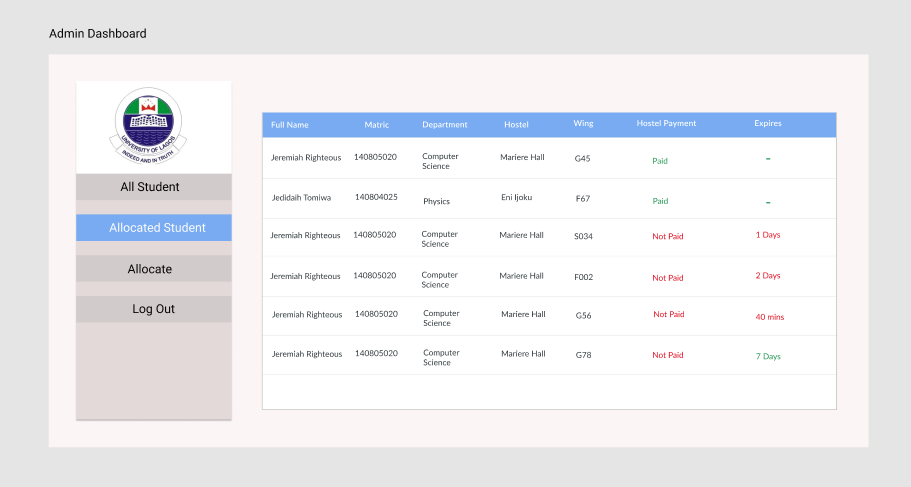 Admin Dashboard
UNIVERSITY OF LAGOS
INDEED AND IN TRUTH
All Student
Allocated Student
Allocate
Log Out
Full Name Matric Department Hostel Wing Hostel Payment Expires
Jeremiah Righteous 140805020 Computer Science Mariere Hall G45 Paid -
Jedidaih Tomiwa 140804025 Physics Eni Ijoku F67 Paid -
Jeremiah Righteous 140805020 Computer Science Mariere Hall S034 Not Paid 1 Days
Jeremiah Righteous 140805020 Computer Science Mariere Hall F002 Not Paid 2 Days
Jeremiah Righteous 140805020 Computer Science Mariere Hall G56 Not Paid 40 mins
Jeremiah Righteous 140805020 Computer Science Mariere Hall G78 Not Paid 7 Days